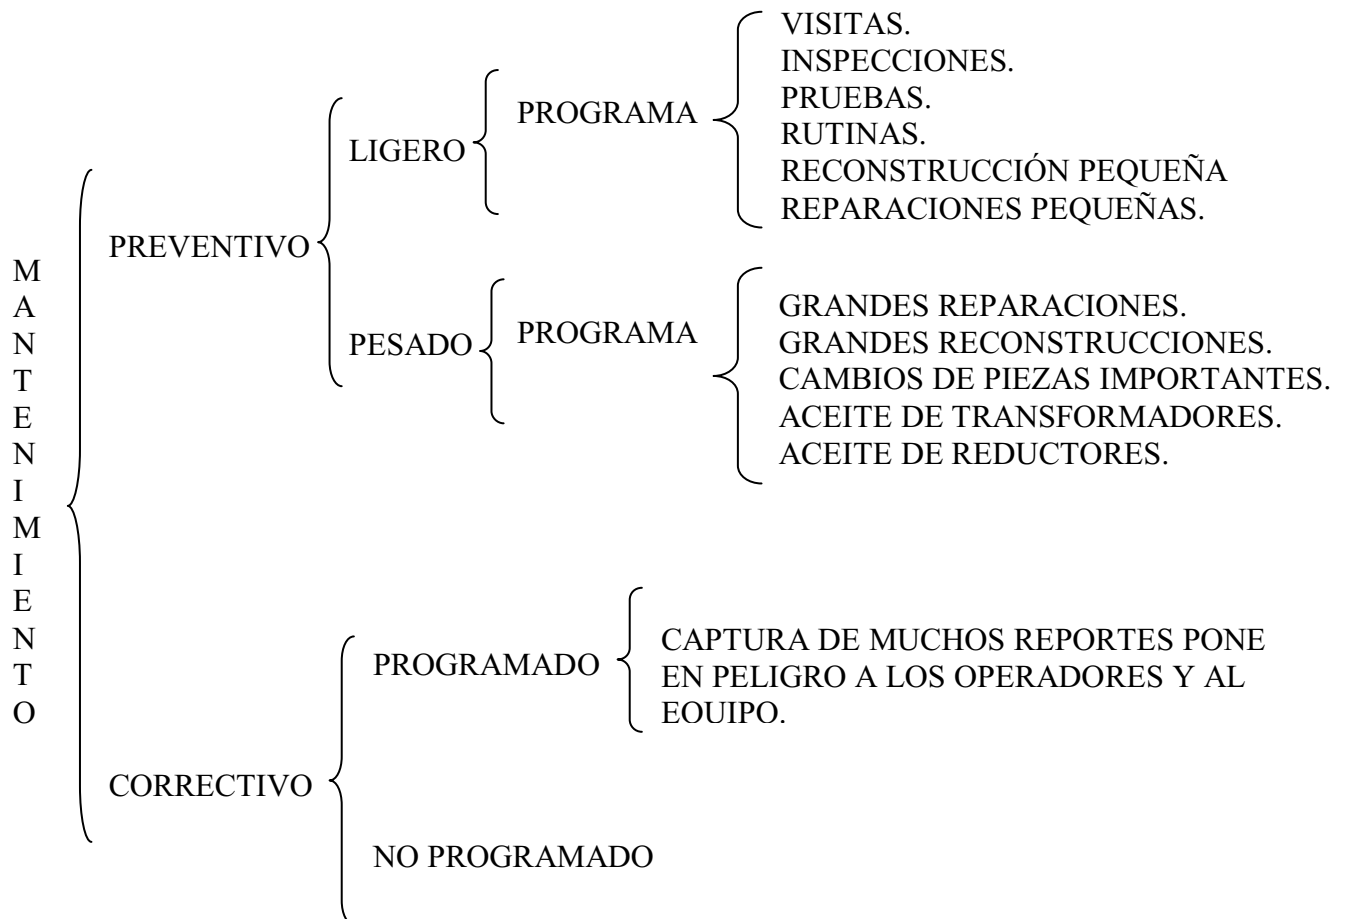 MANTENIMIENTO
PREVENTIVO
LIGERO
PROGRAMA
VISITAS.
INSPECCIONES.
PRUEBAS.
RUTINAS.
RECONSTRUCCIÓN PEQUEÑA
REPARACIONES PEQUEÑAS.
PESADO
PROGRAMA
GRANDES REPARACIONES.
GRANDES RECONSTRUCCIONES.
CAMBIOS DE PIEZAS IMPORTANTES.
ACEITE DE TRANSFORMADORES.
ACEITE DE REDUCTORES.
CORRECTIVO
PROGRAMADO
CAPTURA DE MUCHOS REPORTES PONE
EN PELIGRO A LOS OPERADORES Y AL
EQUIPO.
NO PROGRAMADO